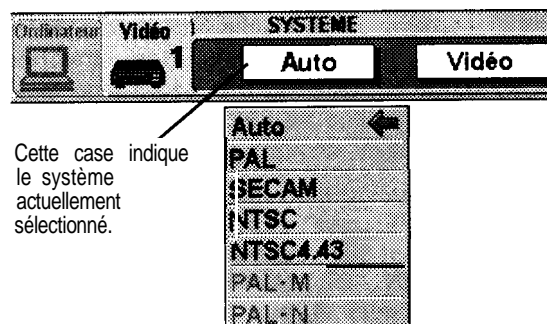 Ordinateur Vidéo SYSTEME
1 Auto Vidéo
Cette case indique
le système
actuellement
sélectionné.
Auto
PAL
SECAM
NTSC
NTSC4.43
PAL-M
PAL-N